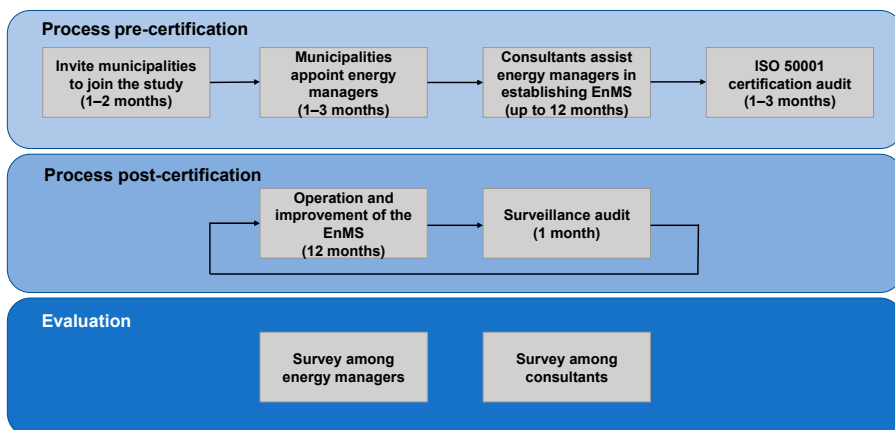 Process pre-certification
Invite municipalities
to join the study
(1–2 months)
Municipalities
appoint energy
managers
(1–3 months)
Consultants assist
energy managers in
establishing EnMS
(up to 12 months)
ISO 50001
certification audit
(1–3 months)
Process post-certification
Operation and
improvement of the
EnMS
(12 months)
Surveillance audit
(1 month)
Evaluation
Survey among
energy managers
Survey among
consultants